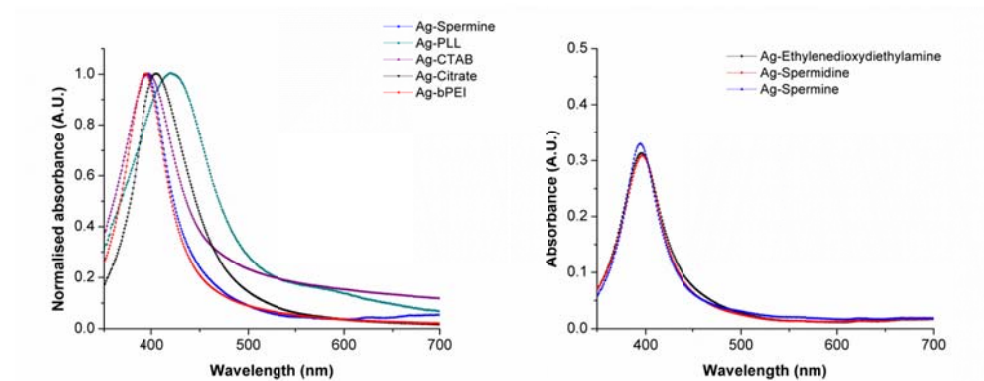 Ag-Spermine
Ag-PLL
Ag-CTAB
Ag-Citrate
Ag-bPEI
1.0
0.8
0.6
0.4
0.2
0.0
Normalised absorbance (A.U.)
400
500
600
700
Wavelength (nm)
Ag-Ethylenedioxydiethylamine
Ag-Spermidine
Ag-Spermine
0.5
0.4
0.3
0.2
0.1
0.0
Absorbance (A.U.)
400
500
600
700
Wavelength (nm)